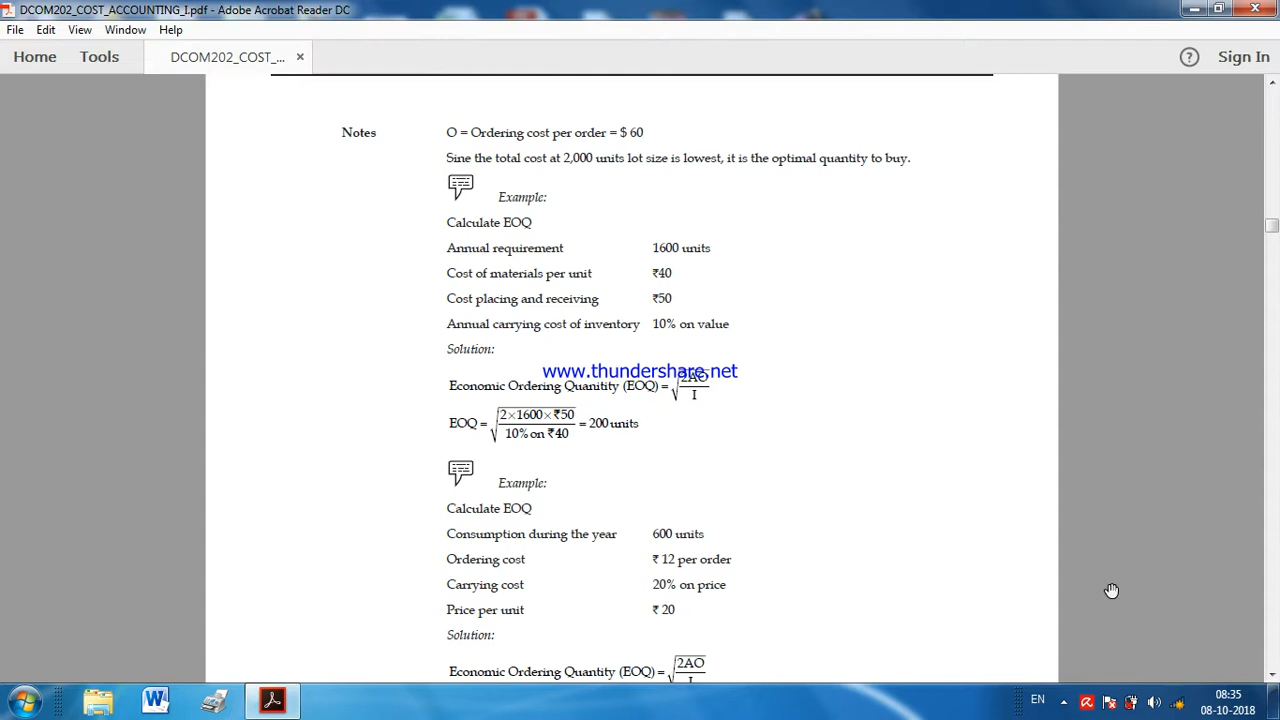 DCOM202_COST_ACCOUNTING_I.pdf - Adobe Acrobat Reader DC
File Edit View Window Help
Home Tools DCOM202_COST_... × ? Sign In
Notes O = Ordering cost per order = $ 60
Sine the total cost at 2,000 units lot size is lowest, it is the optimal quantity to buy.
Example:
Calculate EOQ
Annual requirement 1600 units
Cost of materials per unit ₹40
Cost placing and receiving ₹50
Annual carrying cost of inventory 10% on value
Solution:
www.thundershare.net
Economic Ordering Quanitity (EOQ) = √2AO/I
EOQ = √2×1600×₹50/10% on ₹40 = 200 units
Example:
Calculate EOQ
Consumption during the year 600 units
Ordering cost ₹ 12 per order
Carrying cost 20% on price
Price per unit ₹ 20
Solution:
Economic Ordering Quantity (EOQ) = √2AO/I
EN 08:35
08-10-2018